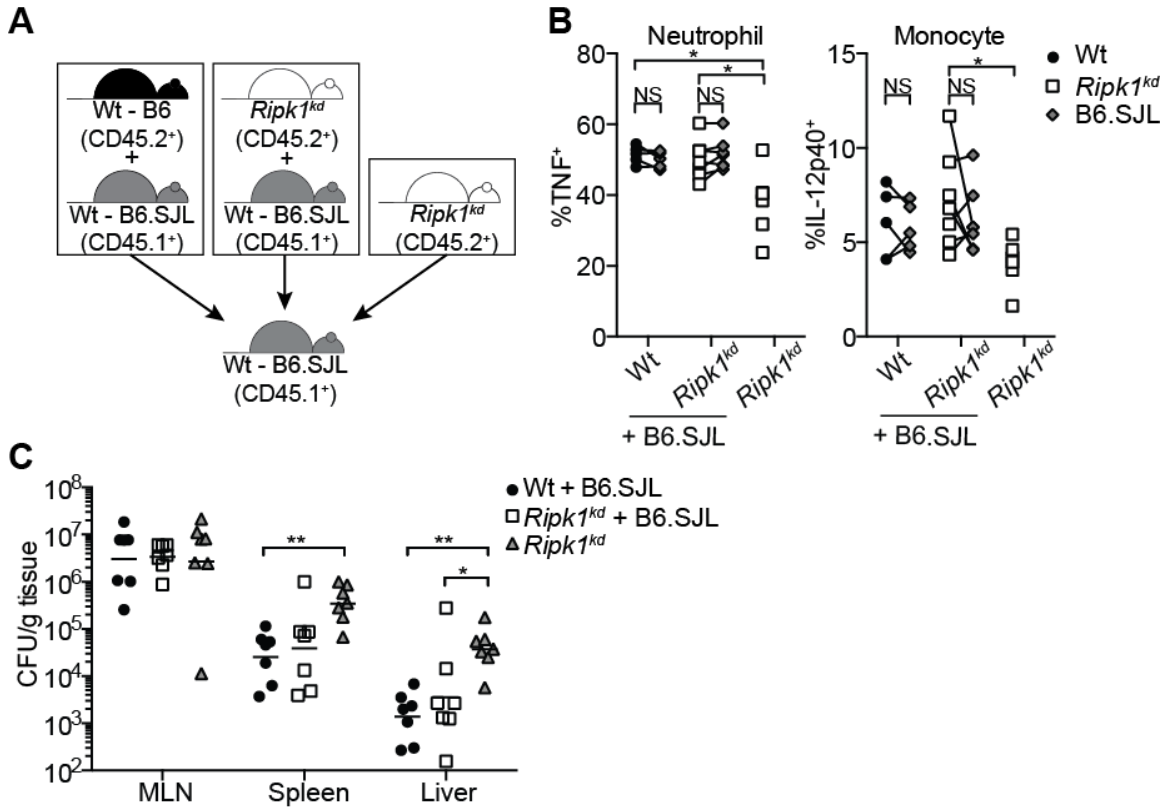 A
Wt - B6
(CD45.2⁺)
+
Wt - B6.SJL
(CD45.1⁺)
Ripk1ᵏᵈ
(CD45.2⁺)
+
Wt - B6.SJL
(CD45.1⁺)
Ripk1ᵏᵈ
(CD45.2⁺)
Wt - B6.SJL
(CD45.1⁺)
B
Neutrophil
%TNF⁺
80
60
40
20
0
*
*
NS
NS
Wt
Ripk1ᵏᵈ
Ripk1ᵏᵈ
+ B6.SJL
Monocyte
%IL-12p40⁺
15
10
5
0
*
NS
NS
Wt
Ripk1ᵏᵈ
Ripk1ᵏᵈ
+ B6.SJL
Wt
Ripk1ᵏᵈ
B6.SJL
C
CFU/g tissue
10⁸
10⁷
10⁶
10⁵
10⁴
10³
10²
**
**
*
MLN
Spleen
Liver
Wt + B6.SJL
Ripk1ᵏᵈ + B6.SJL
Ripk1ᵏᵈ